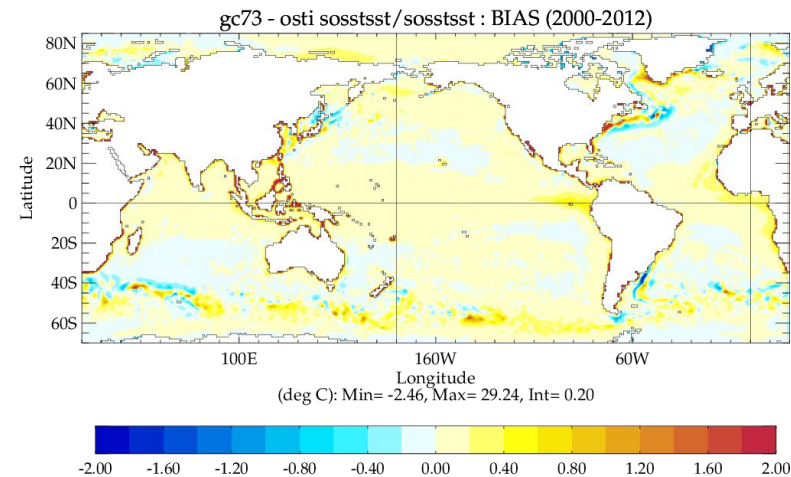 gc73 - osti sosstsst/sosstsst : BIAS (2000-2012)
80N
60N
40N
20N
0
20S
40S
60S
Latitude
100E 160W 60W
Longitude
(deg C): Min= -2.46, Max= 29.24, Int= 0.20
-2.00 -1.60 -1.20 -0.80 -0.40 0.00 0.40 0.80 1.20 1.60 2.00